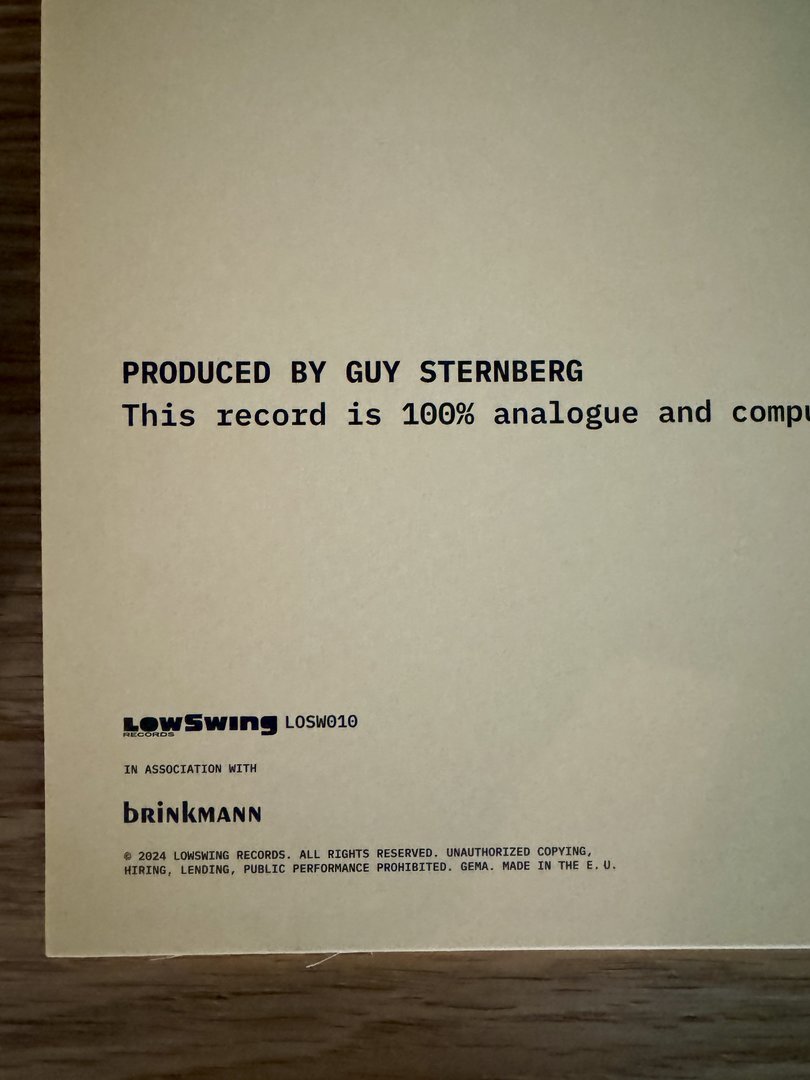 PRODUCED BY GUY STERNBERG
This record is 100% analogue and compu
LowSwing LOSW010
RECORDS
IN ASSOCIATION WITH
brinkmann
© 2024 LOWSWING RECORDS. ALL RIGHTS RESERVED. UNAUTHORIZED COPYING,
HIRING, LENDING, PUBLIC PERFORMANCE PROHIBITED. GEMA. MADE IN THE E.U.